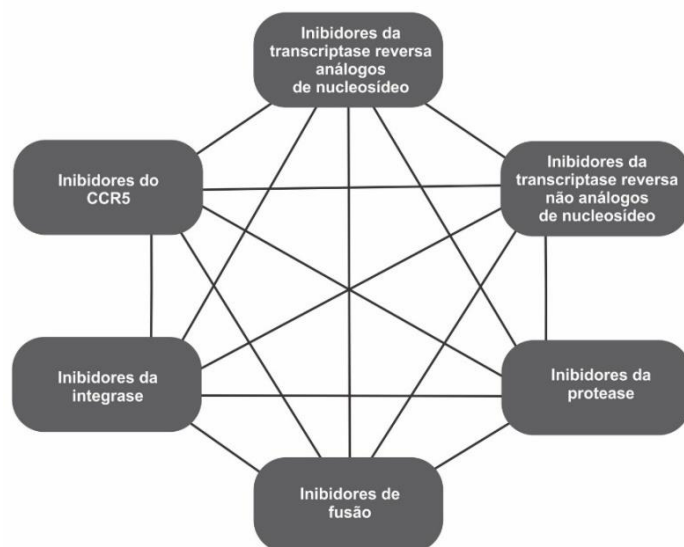 Inibidores da
transcriptase reversa
análogos
de nucleosídeo
Inibidores do
CCR5
Inibidores da
transcriptase reversa
não análogos
de nucleosídeo
Inibidores da
integrase
Inibidores da
protease
Inibidores de
fusão